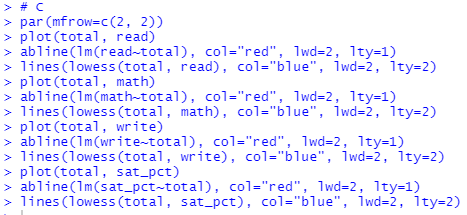 > # C
> par(mfrow=c(2, 2))
> plot(total, read)
> abline(lm(read~total), col="red", lwd=2, lty=1)
> lines(lowess(total, read), col="blue", lwd=2, lty=2)
> plot(total, math)
> abline(lm(math~total), col="red", lwd=2, lty=1)
> lines(lowess(total, math), col="blue", lwd=2, lty=2)
> plot(total, write)
> abline(lm(write~total), col="red", lwd=2, lty=1)
> lines(lowess(total, write), col="blue", lwd=2, lty=2)
> plot(total, sat_pct)
> abline(lm(sat_pct~total), col="red", lwd=2, lty=1)
> lines(lowess(total, sat_pct), col="blue", lwd=2, lty=2)